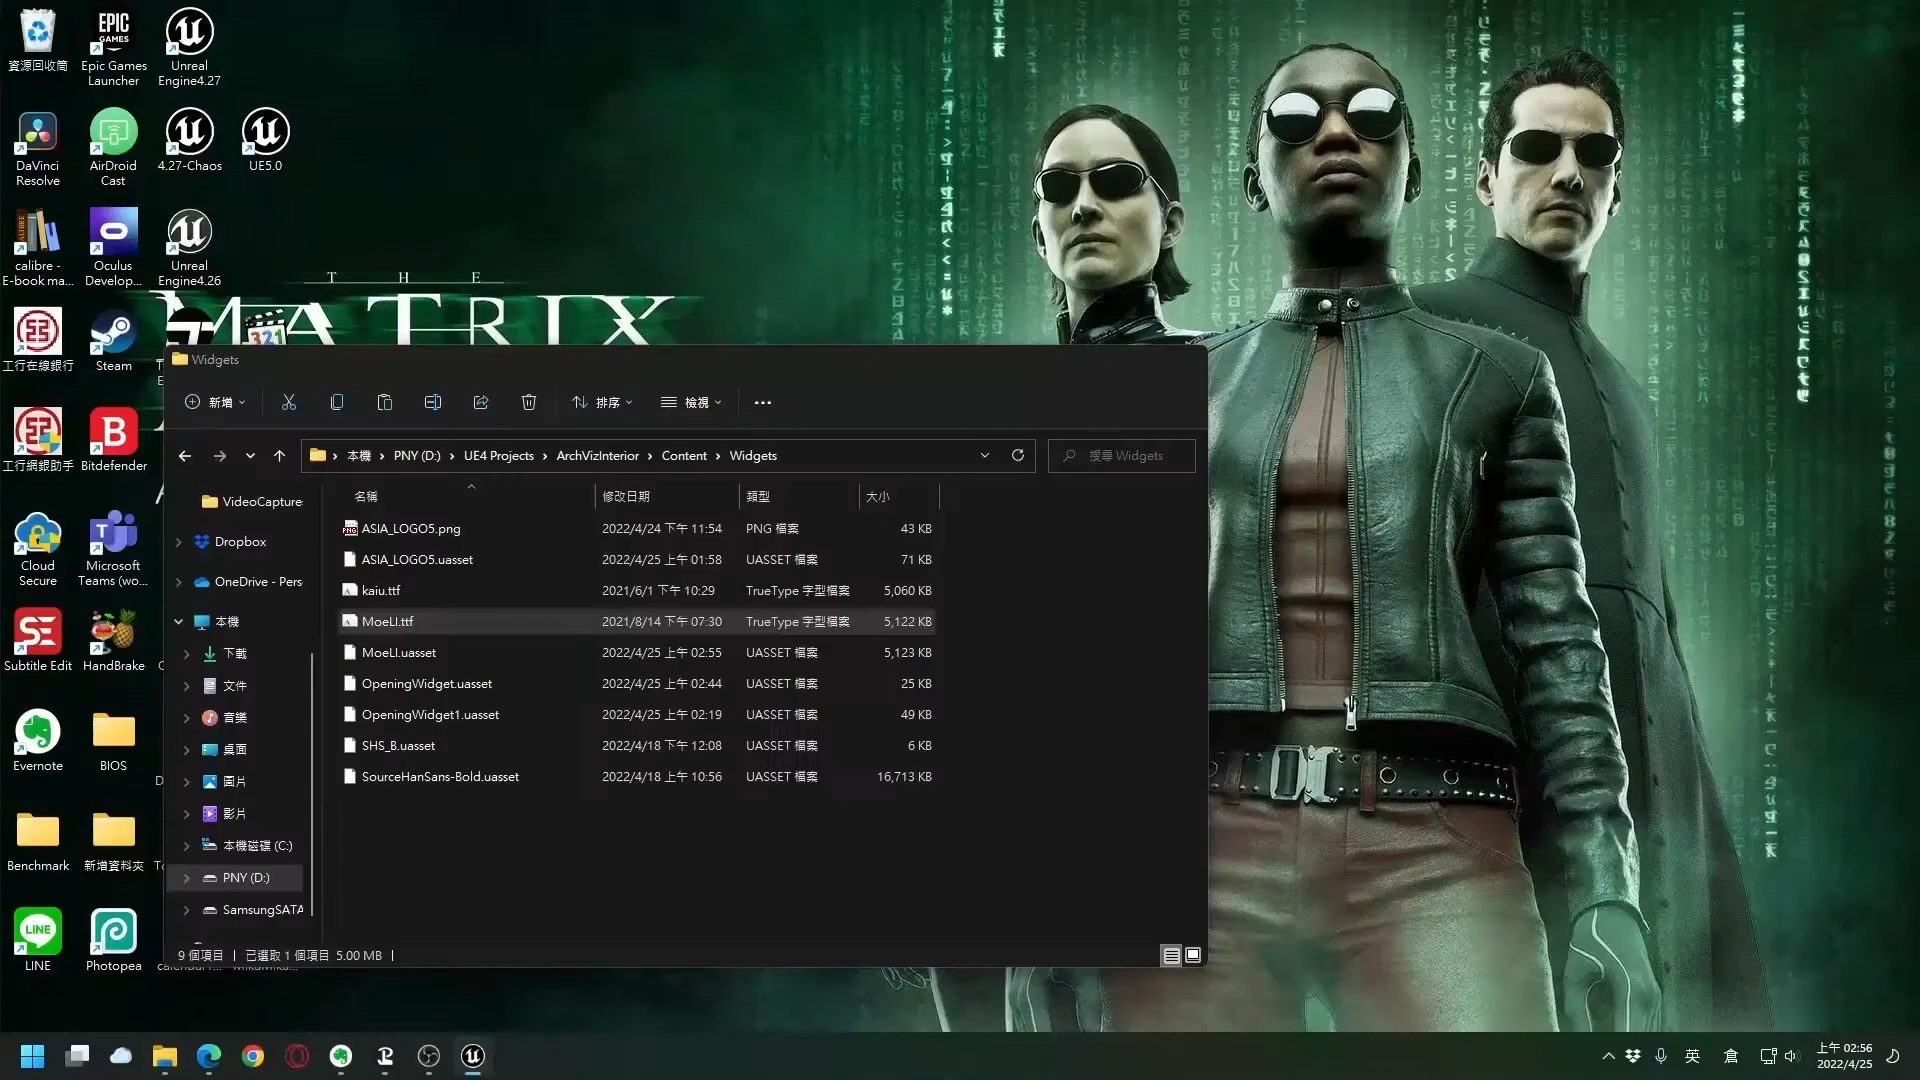 資源回收筒
EPIC
GAMES
Epic Games
Launcher
Unreal
Engine4.27
DaVinci
Resolve
AirDroid
Cast
4.27-Chaos
UE5.0
calibre -
E-book ma...
Oculus
Develop...
Unreal
Engine4.26
THE
MATRIX
321
工行在線銀行
Steam
工行網銀助手
Bitdefender
Cloud
Secure
Microsoft
Teams (wo...
Subtitle Edit
HandBrake
Evernote
BIOS
Benchmark
新增資料夾
LINE
LINE
Photopea
Widgets
新增
排序
檢視
本機
PNY (D:)
UE4 Projects
ArchVizInterior
Content
Widgets
搜尋 Widgets
VideoCapture
Dropbox
OneDrive - Pers
本機
下載
文件
音樂
桌面
圖片
影片
本機磁碟 (C:)
PNY (D:)
SamsungSATA
名稱 修改日期 類型 大小
ASIA_LOGO5.png 2022/4/24 下午 11:54 PNG 檔案 43 KB
ASIA_LOGO5.uasset 2022/4/25 上午 01:58 UASSET 檔案 71 KB
kaiu.ttf 2021/6/1 下午 10:29 TrueType 字型檔案 5,060 KB
MoeLI.ttf 2021/8/14 下午 07:30 TrueType 字型檔案 5,122 KB
MoeLI.uasset 2022/4/25 上午 02:55 UASSET 檔案 5,123 KB
OpeningWidget.uasset 2022/4/25 上午 02:44 UASSET 檔案 25 KB
OpeningWidget1.uasset 2022/4/25 上午 02:19 UASSET 檔案 49 KB
SHS_B.uasset 2022/4/18 下午 12:08 UASSET 檔案 6 KB
SourceHanSans-Bold.uasset 2022/4/18 上午 10:56 UASSET 檔案 16,713 KB
9 個項目 已選取 1 個項目 5.00 MB
英
倉
上午 02:56
2022/4/25